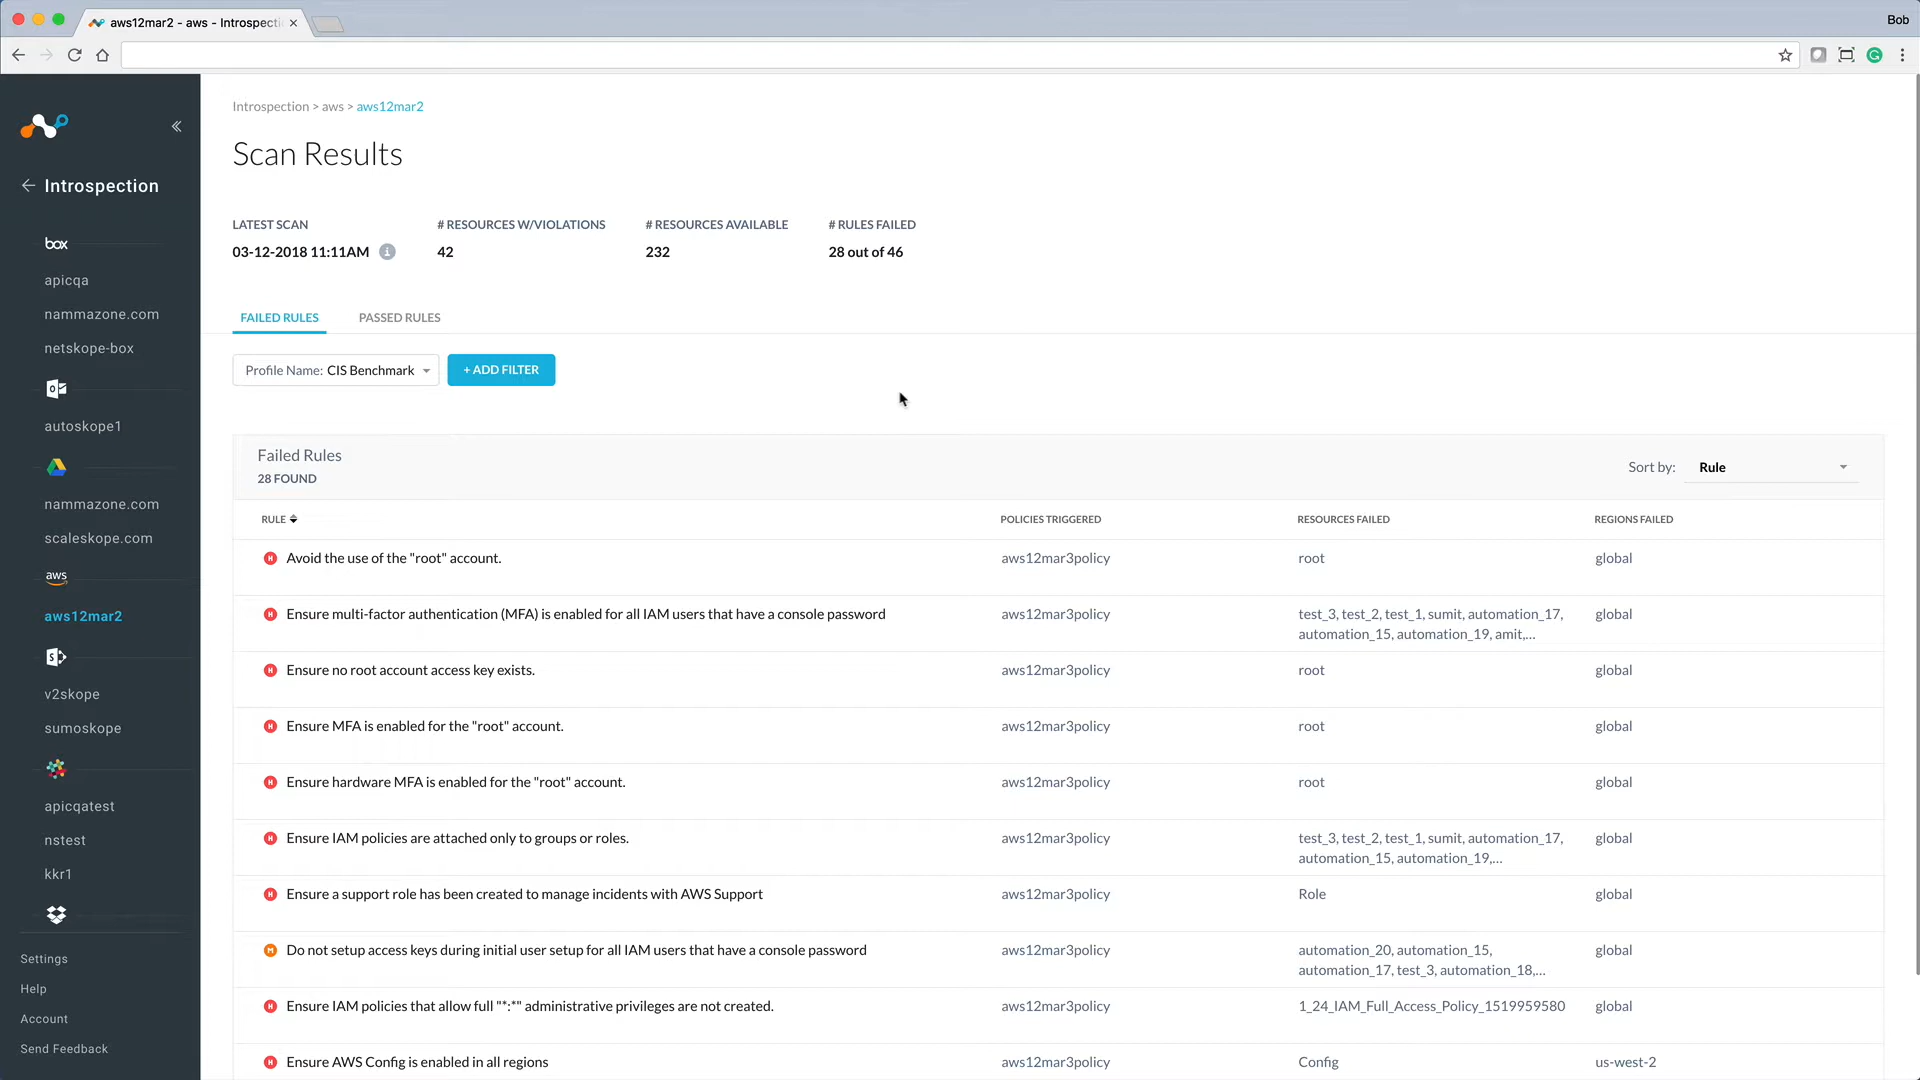 aws12mar2 - aws - Introspecti
Bob
Introspection
box
apicqa
nammazone.com
netskope-box
autoskope1
nammazone.com
scaleskope.com
aws
aws12mar2
v2skope
sumoskope
apicqatest
nstest
kkr1
Settings
Help
Account
Send Feedback
Introspection > aws > aws12mar2
Scan Results
LATEST SCAN # RESOURCES W/VIOLATIONS # RESOURCES AVAILABLE # RULES FAILED
03-12-2018 11:11AM i 42 232 28 out of 46
FAILED RULES PASSED RULES
Profile Name: CIS Benchmark + ADD FILTER
Failed Rules
28 FOUND
Sort by: Rule
RULE POLICIES TRIGGERED RESOURCES FAILED REGIONS FAILED
H Avoid the use of the "root" account. aws12mar3policy root global
H Ensure multi-factor authentication (MFA) is enabled for all IAM users that have a console password aws12mar3policy test_3, test_2, test_1, sumit, automation_17, global
automation_15, automation_19, amit,...
H Ensure no root account access key exists. aws12mar3policy root global
H Ensure MFA is enabled for the "root" account. aws12mar3policy root global
H Ensure hardware MFA is enabled for the "root" account. aws12mar3policy root global
H Ensure IAM policies are attached only to groups or roles. aws12mar3policy test_3, test_2, test_1, sumit, automation_17, global
automation_15, automation_19,...
H Ensure a support role has been created to manage incidents with AWS Support aws12mar3policy Role global
M Do not setup access keys during initial user setup for all IAM users that have a console password aws12mar3policy automation_20, automation_15, global
automation_17, test_3, automation_18,...
H Ensure IAM policies that allow full "*:*" administrative privileges are not created. aws12mar3policy 1_24_IAM_Full_Access_Policy_1519959580 global
H Ensure AWS Config is enabled in all regions aws12mar3policy Config us-west-2